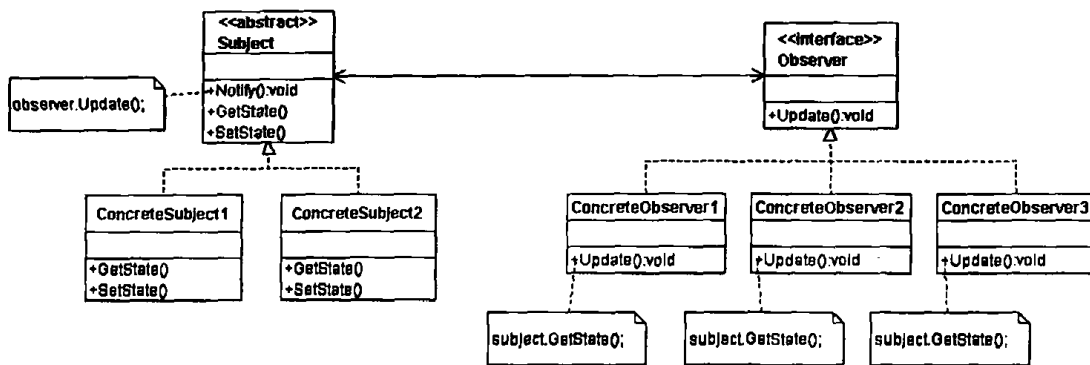 <<abstract>>
Subject
+Notify():void
+GetState()
+SetState()
observer.Update();
<<interface>>
Observer
+Update():void
ConcreteSubject1
+GetState()
+SetState()
ConcreteSubject2
+GetState()
+SetState()
ConcreteObserver1
+Update():void
ConcreteObserver2
+Update():void
ConcreteObserver3
+Update():void
subject.GetState();
subject.GetState();
subject.GetState();